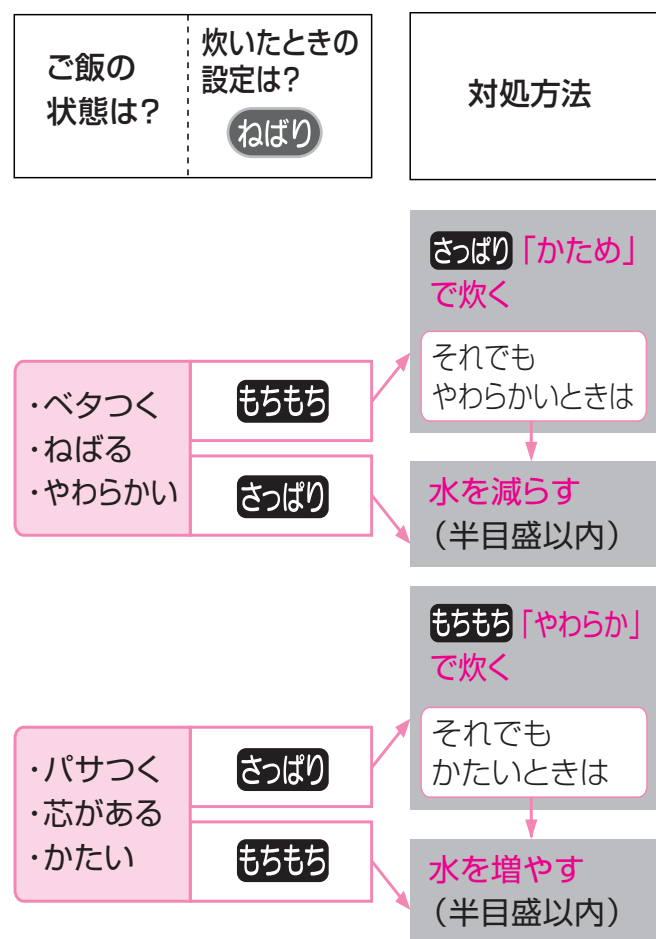 ご飯の
状態は?
炊いたときの
設定は?
ねばり
対処方法
・ベタつく
・ねばる
・やわらかい
もちもち
さっぱり
さっぱり「かため」
で炊く
それでも
やわらかいときは
水を減らす
（半目盛以内）
・パサつく
・芯がある
・かたい
さっぱり
もちもち
もちもち「やわらか」
で炊く
それでも
かたいときは
水を増やす
（半目盛以内）